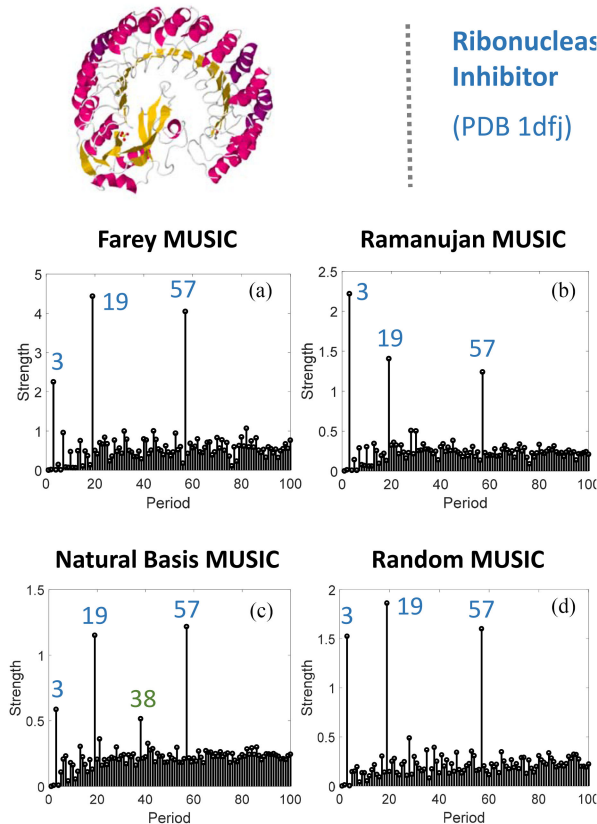 Ribonucleas
Inhibitor
(PDB 1dfj)
Farey MUSIC
Ramanujan MUSIC
5
4
3
2
1
0
Strength
3
19
57
(a)
0 20 40 60 80 100
Period
2.5
2
1.5
1
0.5
0
Strength
3
19
57
(b)
0 20 40 60 80 100
Period
Natural Basis MUSIC
Random MUSIC
1.5
1
0.5
0
Strength
3
19
38
57
(c)
0 20 40 60 80 100
Period
2
1.5
1
0.5
0
Strength
3
19
57
(d)
0 20 40 60 80 100
Period